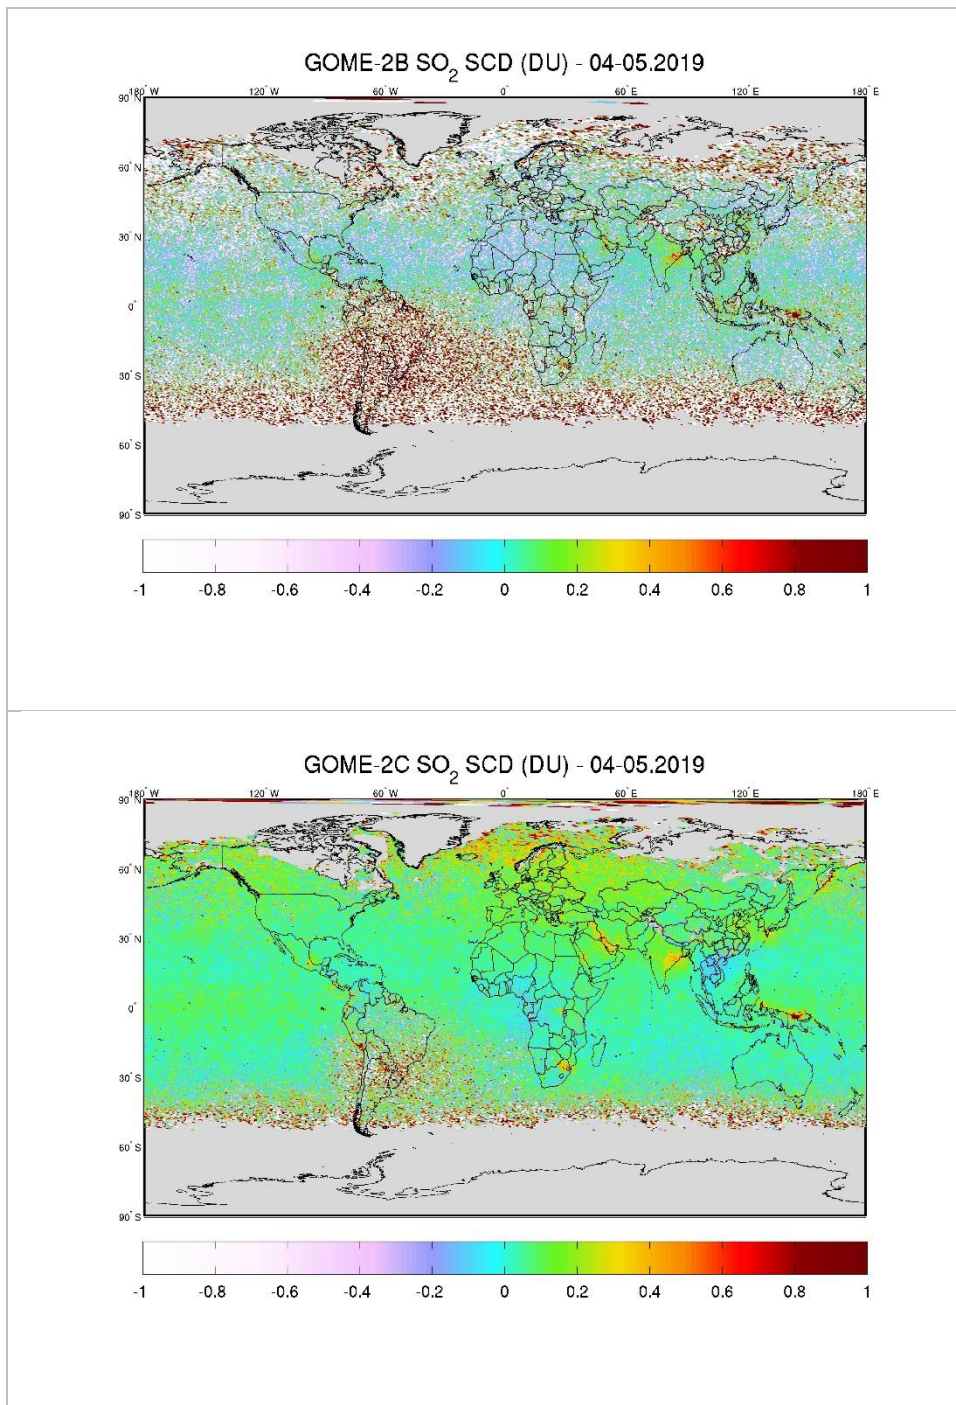 GOME-2B SO₂ SCD (DU) - 04-05.2019
180° W 120° W 60° W 0° 60° E 120° E 180° E
90° N
60° N
30° N
0°
30° S
60° S
90° S
-1 -0.8 -0.6 -0.4 -0.2 0 0.2 0.4 0.6 0.8 1
GOME-2C SO₂ SCD (DU) - 04-05.2019
180° W 120° W 60° W 0° 60° E 120° E 180° E
90° N
60° N
30° N
0°
30° S
60° S
90° S
-1 -0.8 -0.6 -0.4 -0.2 0 0.2 0.4 0.6 0.8 1